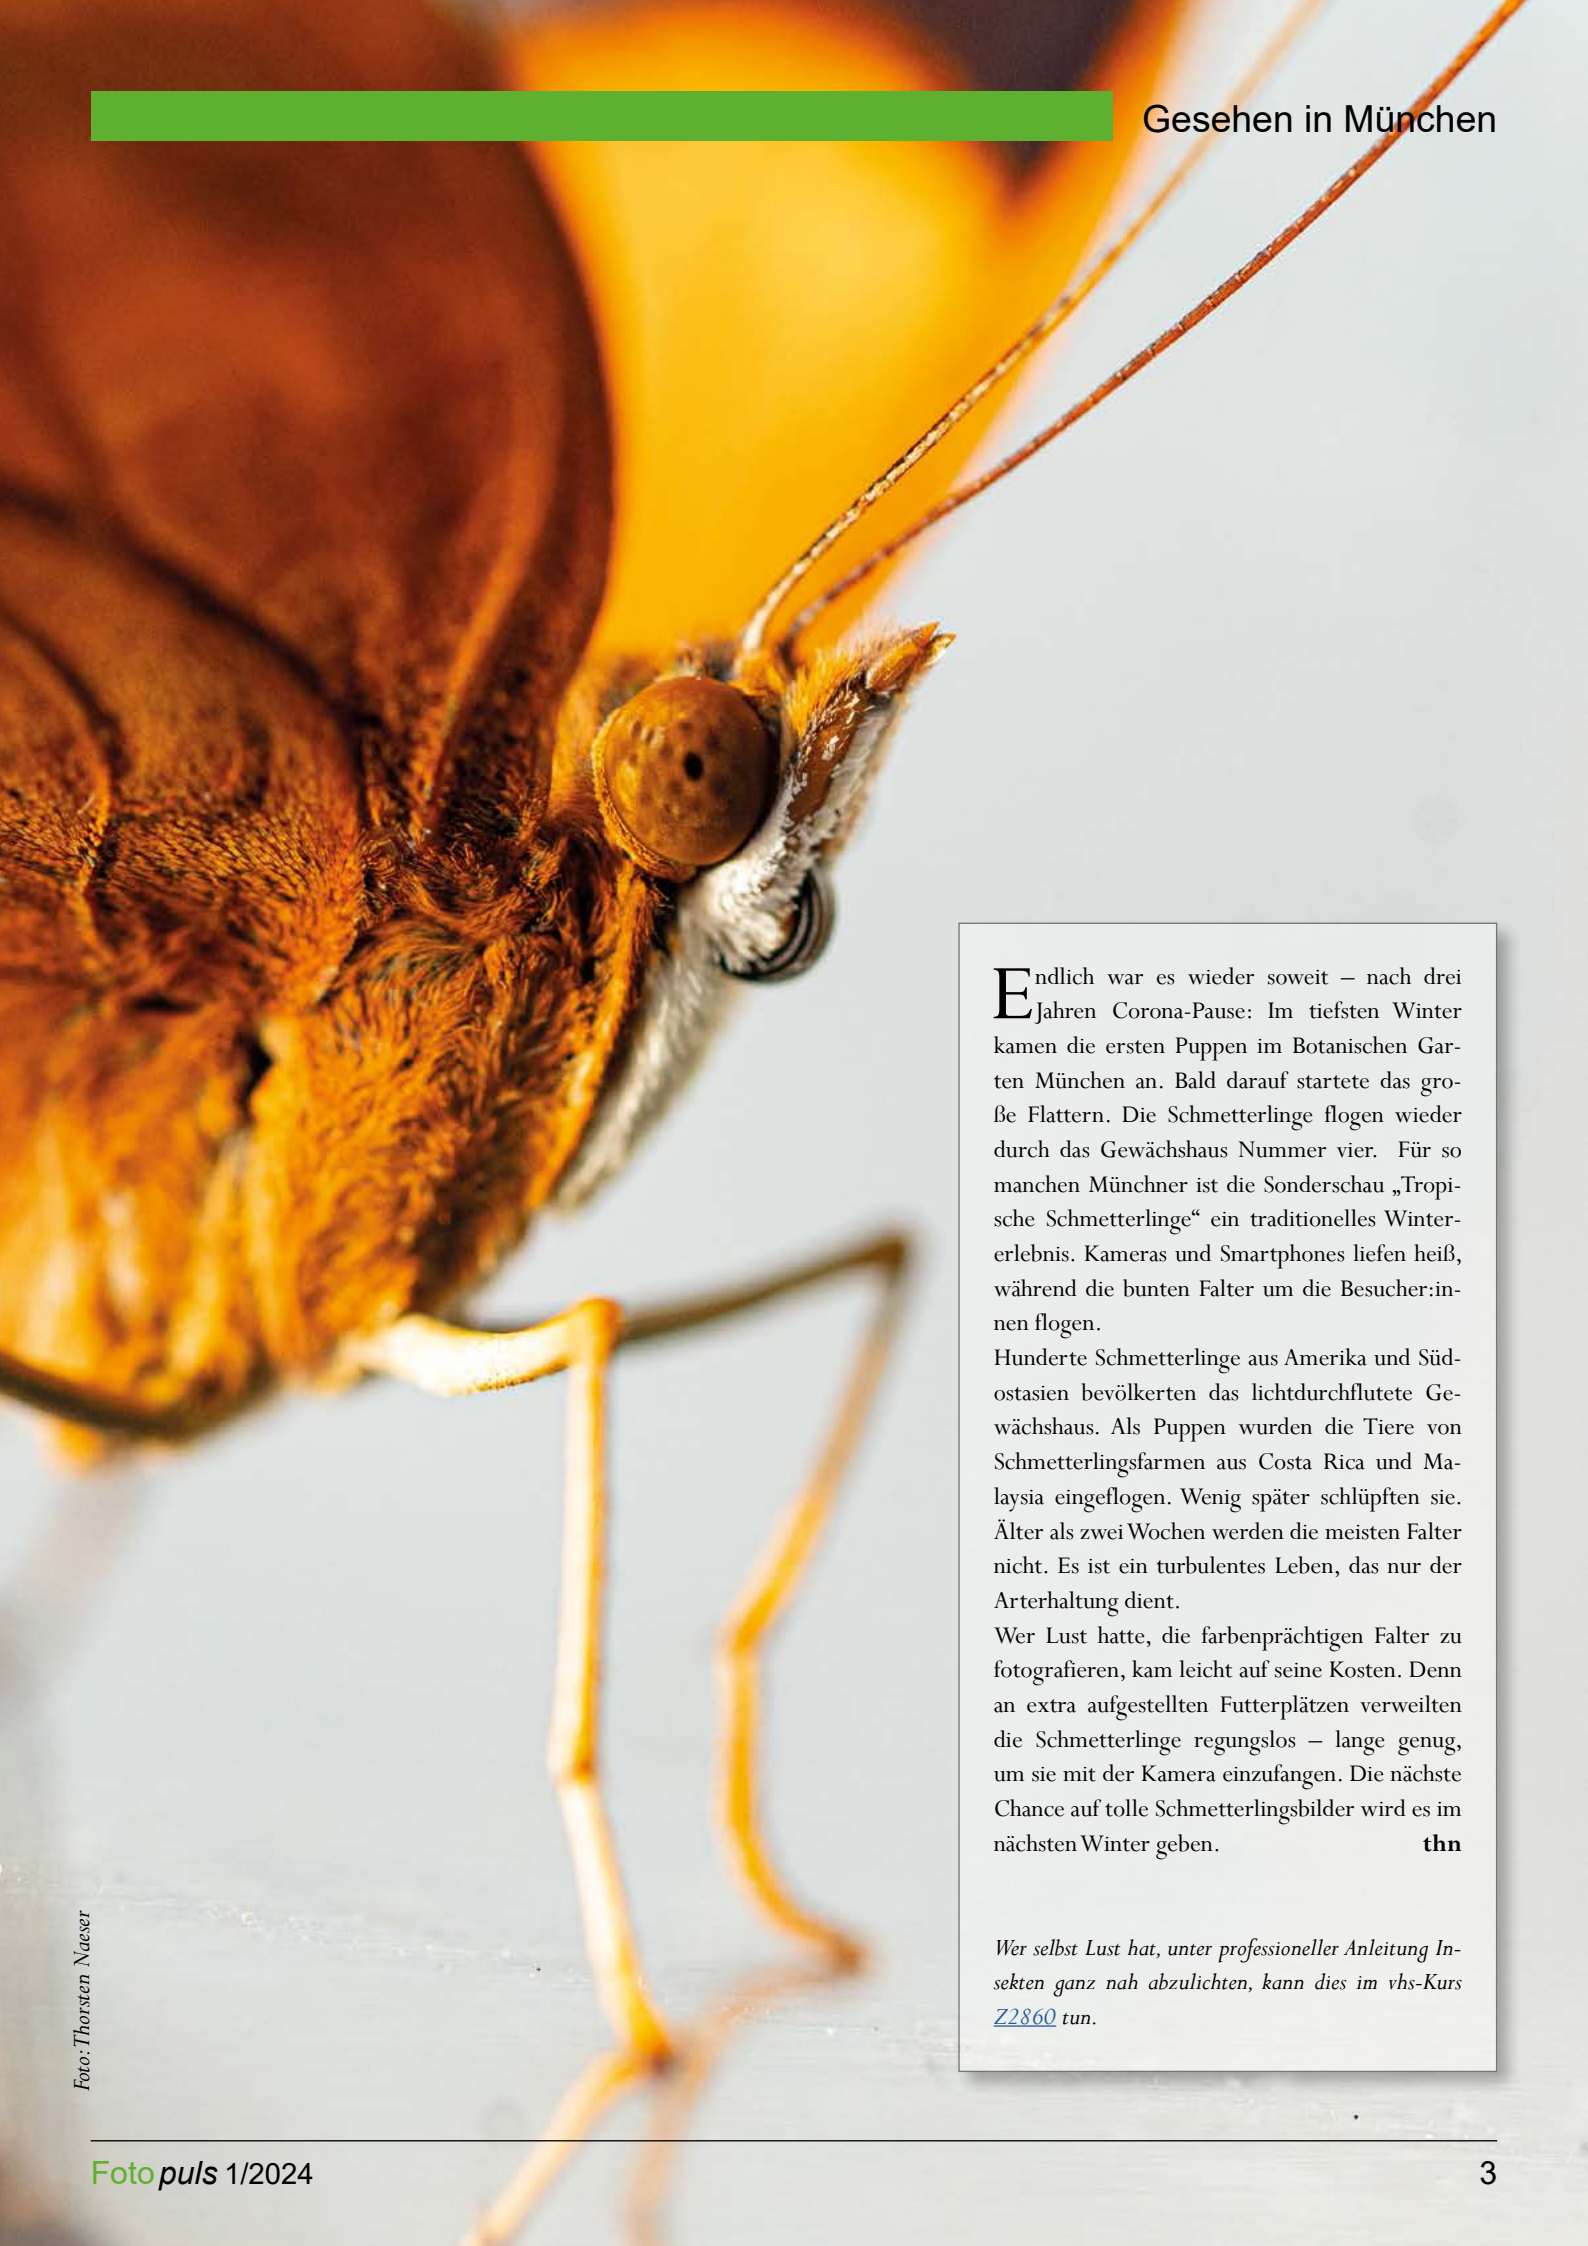 Gesehen in München
Endlich war es wieder soweit – nach drei
Jahren Corona-Pause: Im tiefsten Winter
kamen die ersten Puppen im Botanischen Gar-
ten München an. Bald darauf startete das gro-
ße Flattern. Die Schmetterlinge flogen wieder
durch das Gewächshaus Nummer vier. Für so
manchen Münchner ist die Sonderschau „Tropi-
sche Schmetterlinge“ ein traditionelles Winter-
erlebnis. Kameras und Smartphones liefen heiß,
während die bunten Falter um die Besucher:in-
nen flogen.
Hunderte Schmetterlinge aus Amerika und Süd-
ostasien bevölkerten das lichtdurchflutete Ge-
wächshaus. Als Puppen wurden die Tiere von
Schmetterlingsfarmen aus Costa Rica und Ma-
laysia eingeflogen. Wenig später schlüpften sie.
Älter als zwei Wochen werden die meisten Falter
nicht. Es ist ein turbulentes Leben, das nur der
Arterhaltung dient.
Wer Lust hatte, die farbenprächtigen Falter zu
fotografieren, kam leicht auf seine Kosten. Denn
an extra aufgestellten Futterplätzen verweilten
die Schmetterlinge regungslos – lange genug,
um sie mit der Kamera einzufangen. Die nächste
Chance auf tolle Schmetterlingsbilder wird es im
nächsten Winter geben. thn
Wer selbst Lust hat, unter professioneller Anleitung In-
sekten ganz nah abzulichten, kann dies im vhs-Kurs
Z2860 tun.
Foto: Thorsten Naeser
Foto puls 1/2024
3